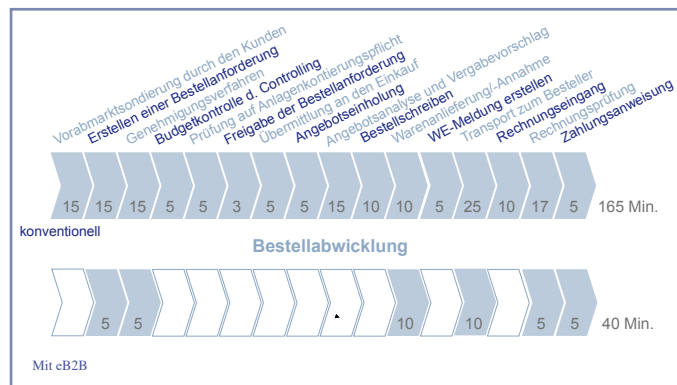 Vorabmarktsondierung durch den Kunden
Erstellen einer Bestellanforderung
Genehmigungsverfahren
Budgetkontrolle d. Controlling
Prüfung auf Anlagenkontierungspflicht
Freigabe der Bestellanforderung
Übermittlung an den Einkauf
Angebotseinholung
Angebotsanalyse und Vergabevorschlag
Bestellschreiben
Warenanlieferung/-Annahme
WE-Meldung erstellen
Transport zum Besteller
Rechnungseingang
Rechnungsprüfung
Zahlungsanweisung
15 15 15 5 5 3 5 5 15 10 10 5 25 10 17 5 165 Min.
konventionell
Bestellabwicklung
5 5 10 10 5 5 40 Min.
Mit eB2B